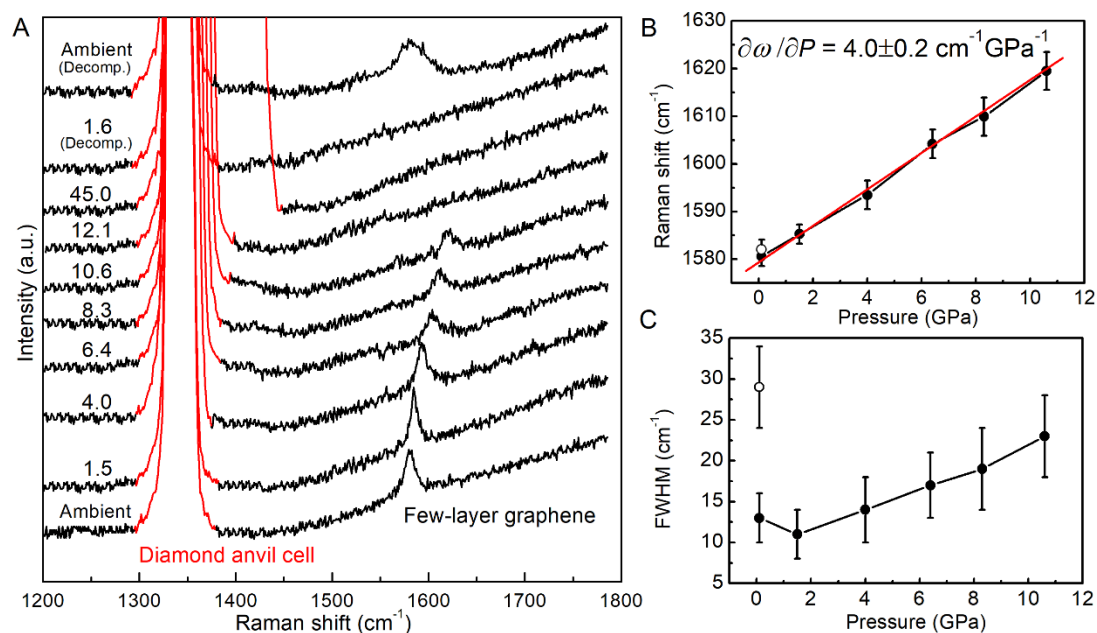 A
Ambient
(Decomp.)
1.6
(Decomp.)
45.0
12.1
10.6
8.3
6.4
4.0
1.5
Ambient
Few-layer graphene
Diamond anvil cell
Intensity (a.u.)
1200 1300 1400 1500 1600 1700 1800
Raman shift (cm⁻¹)
B
∂ω /∂P = 4.0±0.2 cm⁻¹GPa⁻¹
1630
1620
1610
1600
1590
1580
Raman shift (cm⁻¹)
0 2 4 6 8 10 12
Pressure (GPa)
C
35
30
25
20
15
10
5
FWHM (cm⁻¹)
0 2 4 6 8 10 12
Pressure (GPa)